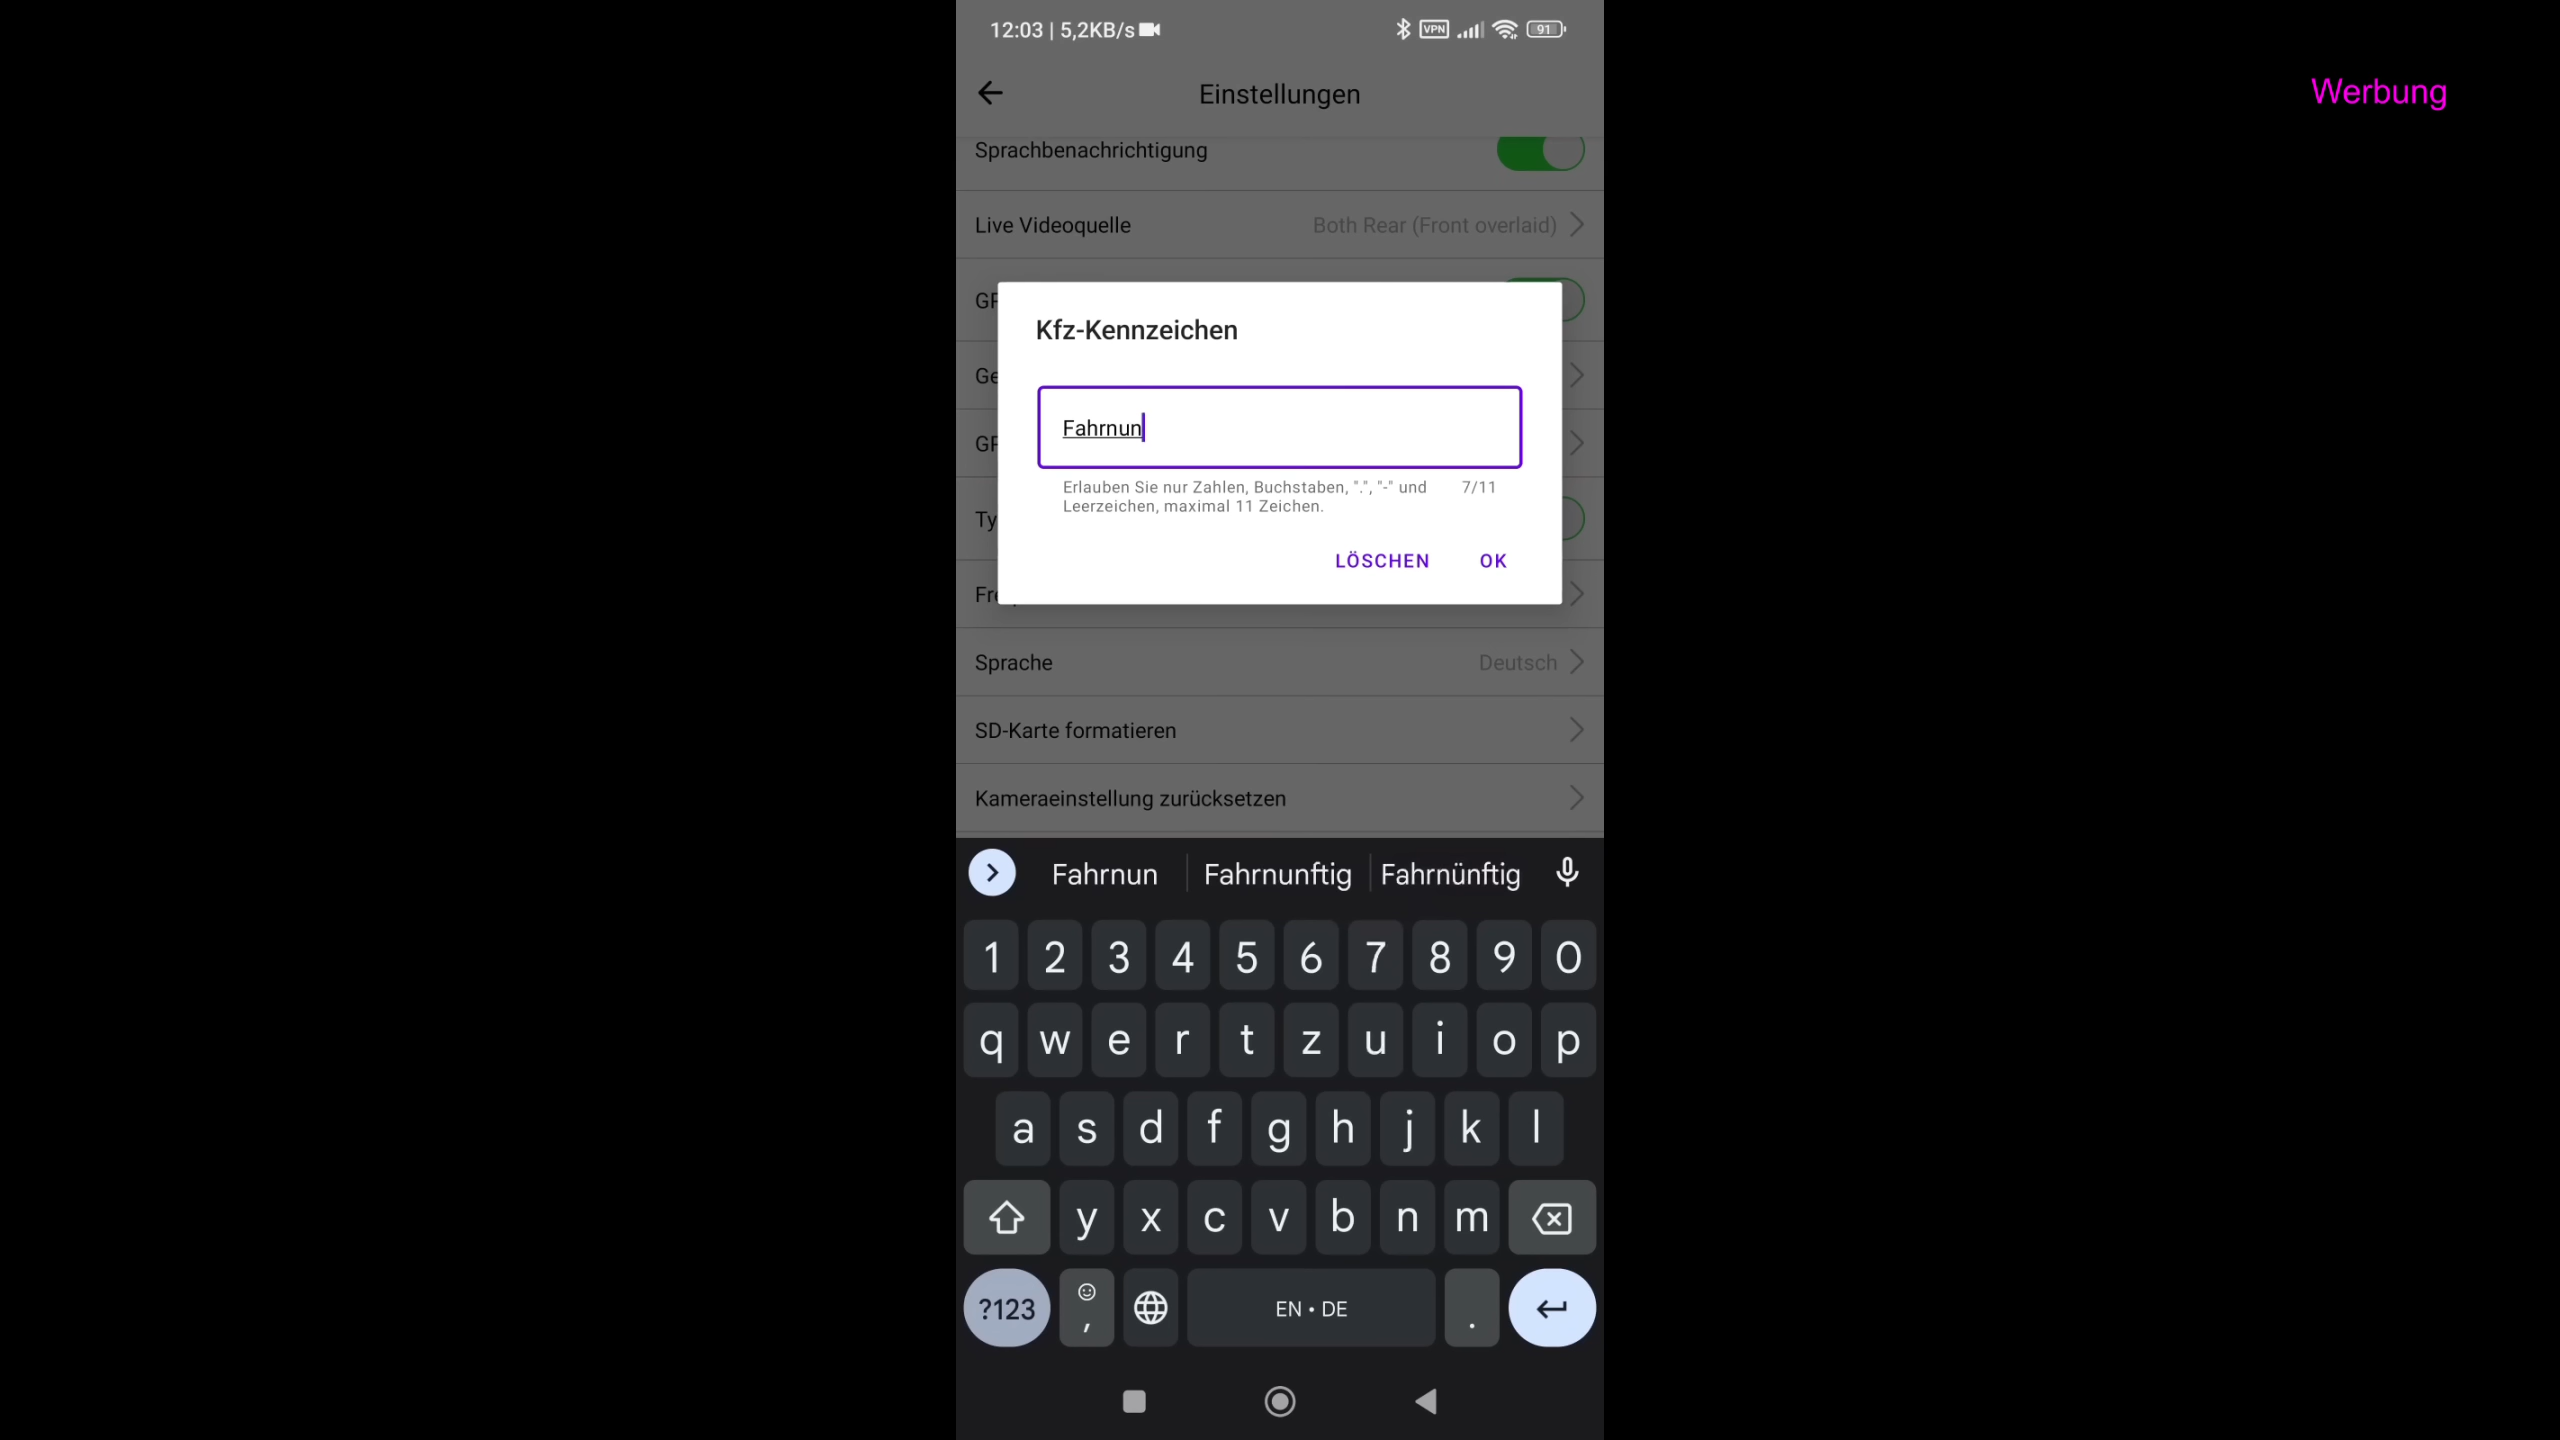 12:03 | 5,2KB/s
VPN
91
Werbung
Einstellungen
Sprachbenachrichtigung
Live Videoquelle Both Rear (Front overlaid)
Kfz-Kennzeichen
Fahrnun
Erlauben Sie nur Zahlen, Buchstaben, ".", "-" und 7/11
Leerzeichen, maximal 11 Zeichen.
LÖSCHEN OK
Sprache Deutsch
SD-Karte formatieren
Kameraeinstellung zurücksetzen
Fahrnun Fahrnunftig Fahrnünftig
1 2 3 4 5 6 7 8 9 0
q w e r t z u i o p
a s d f g h j k l
y x c v b n m
?123 , EN • DE .